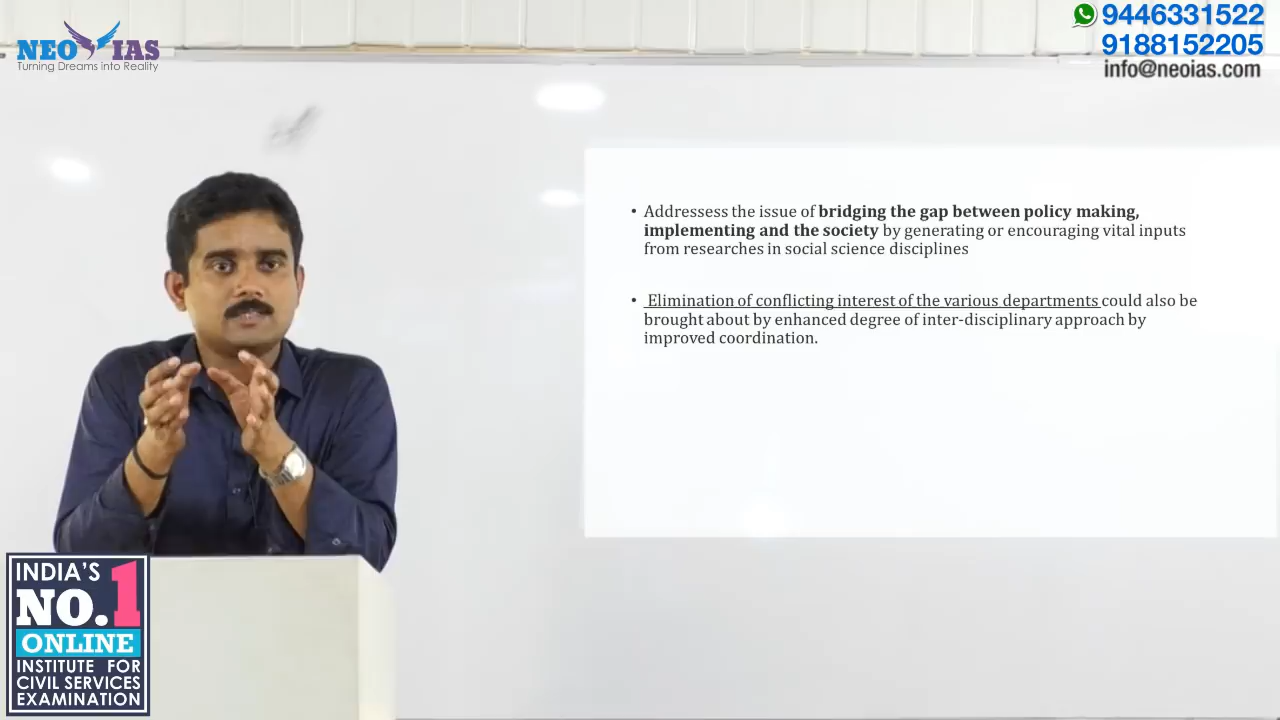 NEO IAS
Turning Dreams into Reality
9446331522
9188152205
info@neoias.com
• Addressess the issue of bridging the gap between policy making,
implementing and the society by generating or encouraging vital inputs
from researches in social science disciplines
• Elimination of conflicting interest of the various departments could also be
brought about by enhanced degree of inter-disciplinary approach by
improved coordination.
INDIA'S
NO.1
ONLINE
INSTITUTE FOR
CIVIL SERVICES
EXAMINATION